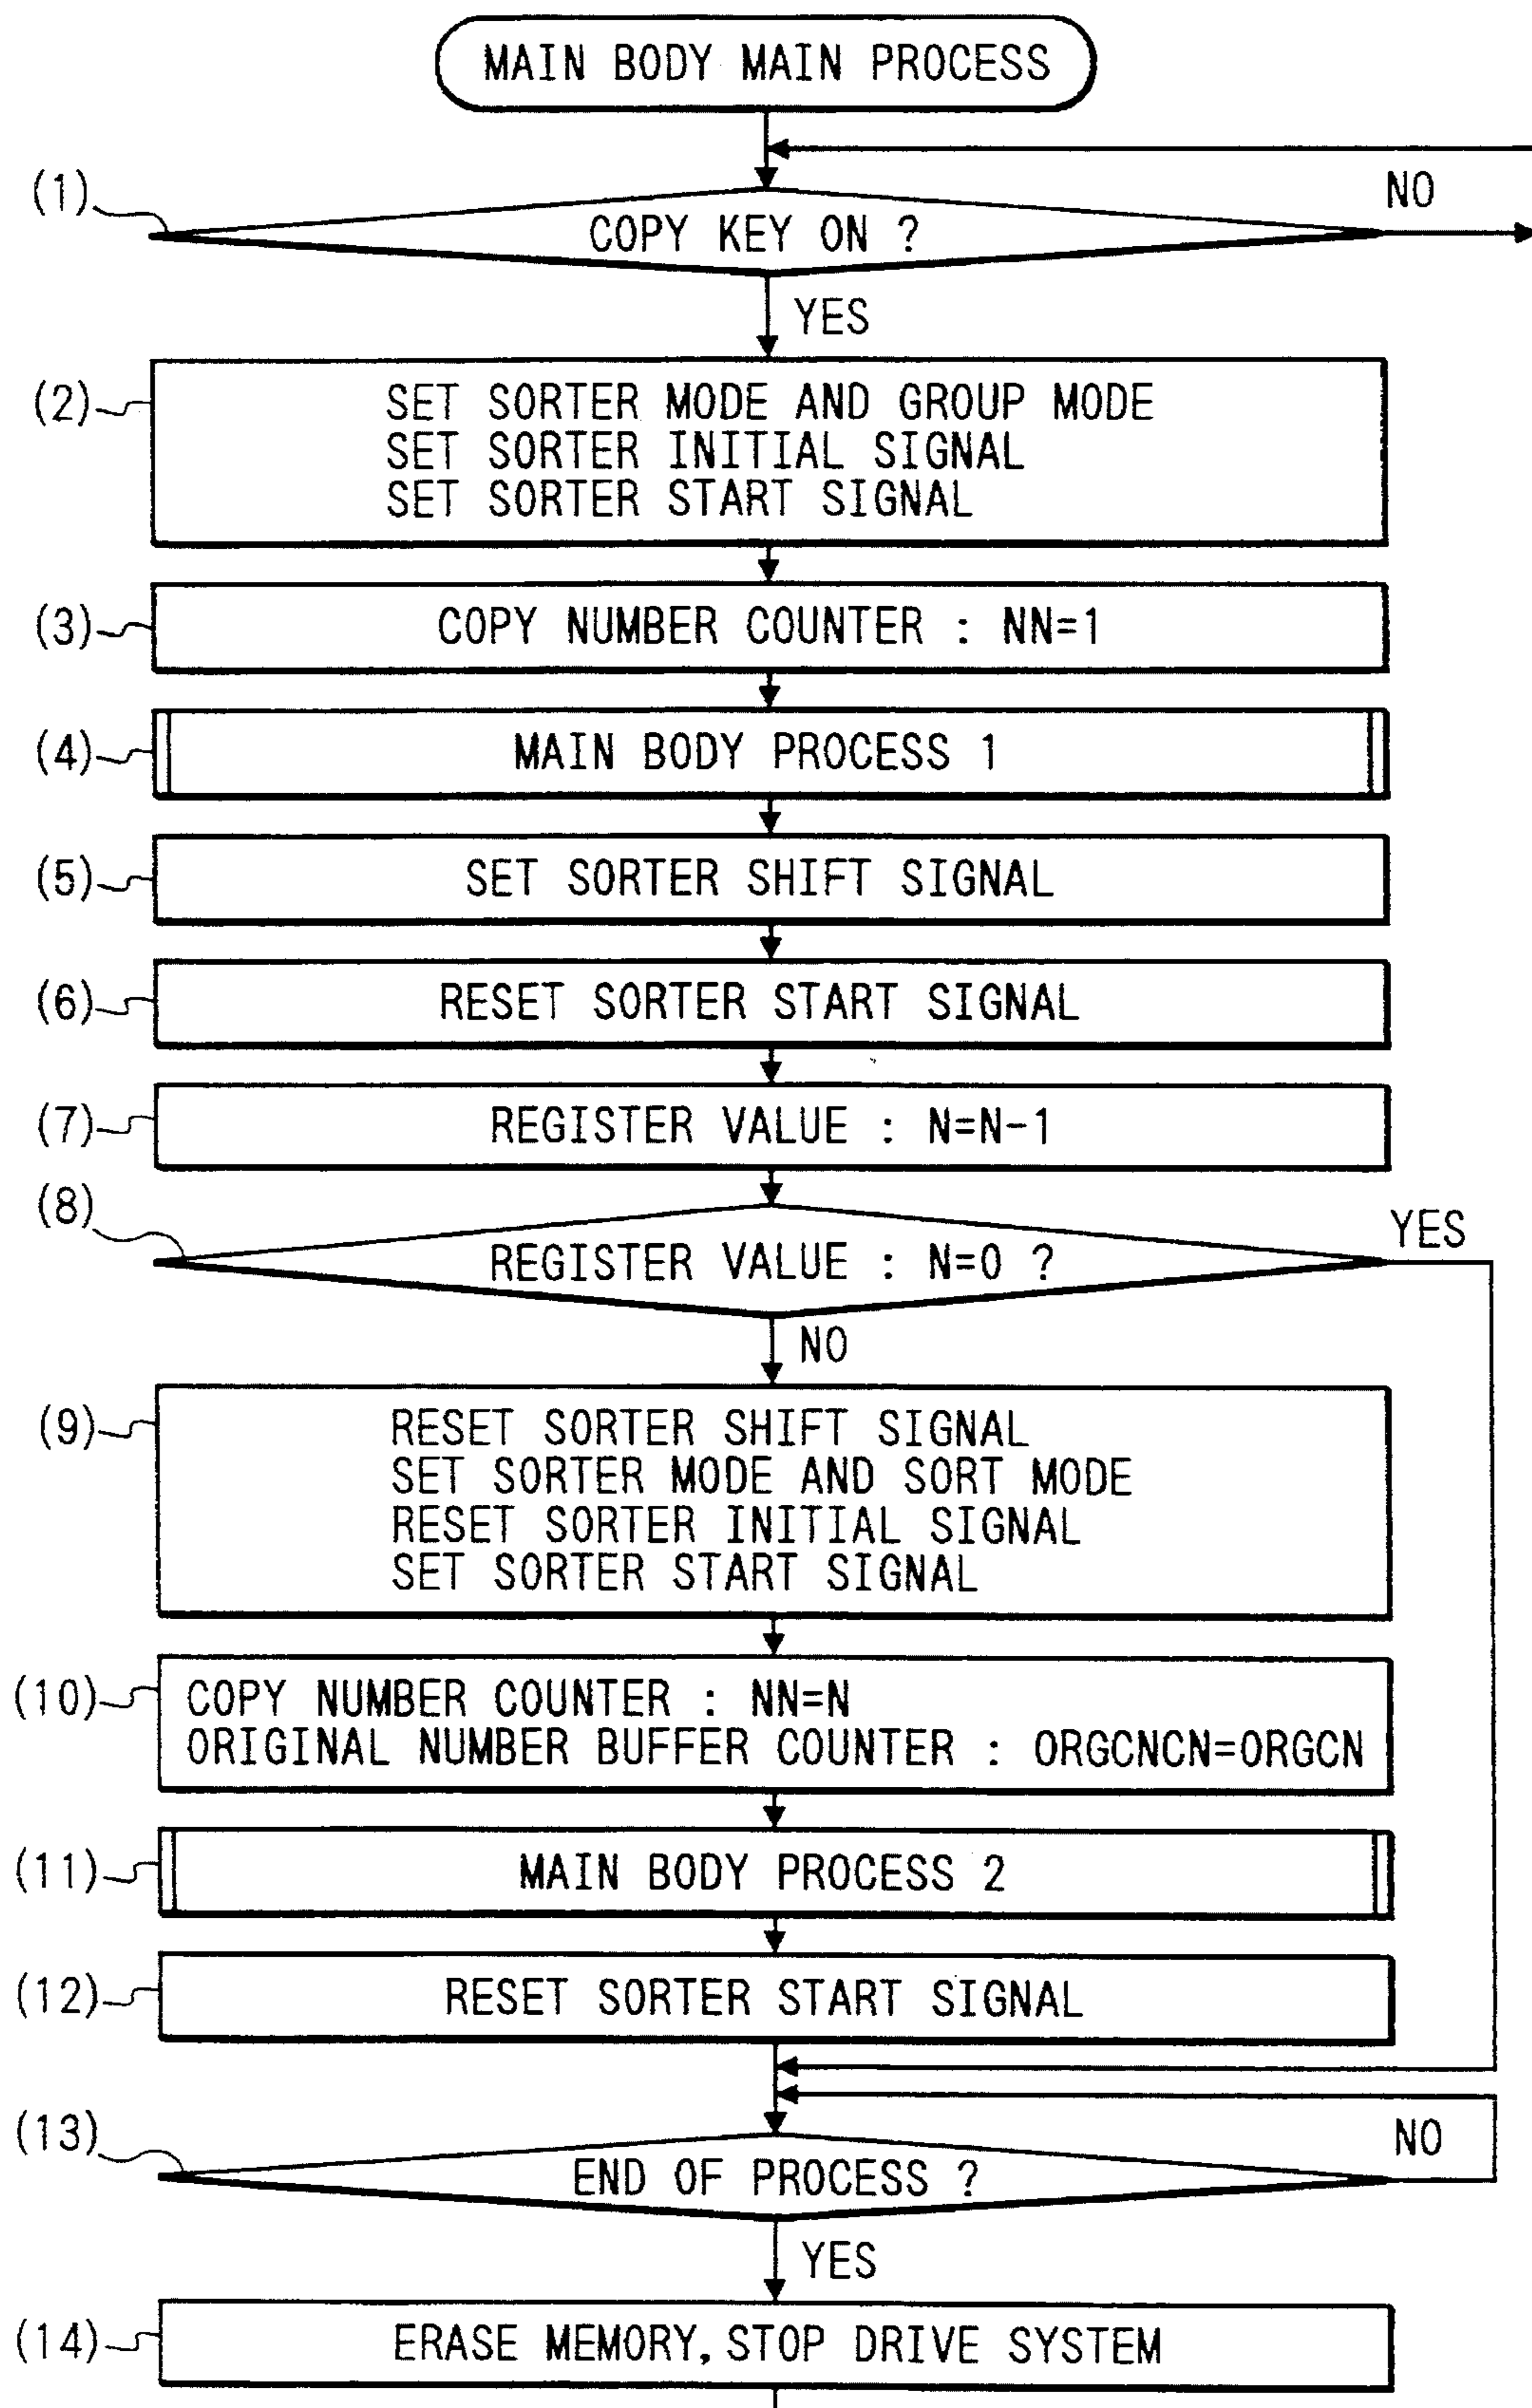 MAIN BODY MAIN PROCESS
(1)
COPY KEY ON ?
NO
YES
(2)
SET SORTER MODE AND GROUP MODE
SET SORTER INITIAL SIGNAL
SET SORTER START SIGNAL
(3)
COPY NUMBER COUNTER : NN=1
(4)
MAIN BODY PROCESS 1
(5)
SET SORTER SHIFT SIGNAL
(6)
RESET SORTER START SIGNAL
(7)
REGISTER VALUE : N=N-1
(8)
REGISTER VALUE : N=0 ?
YES
NO
(9)
RESET SORTER SHIFT SIGNAL
SET SORTER MODE AND SORT MODE
RESET SORTER INITIAL SIGNAL
SET SORTER START SIGNAL
(10)
COPY NUMBER COUNTER : NN=N
ORIGINAL NUMBER BUFFER COUNTER : ORGCNCN=ORGCN
(11)
MAIN BODY PROCESS 2
(12)
RESET SORTER START SIGNAL
(13)
END OF PROCESS ?
NO
YES
(14)
ERASE MEMORY, STOP DRIVE SYSTEM